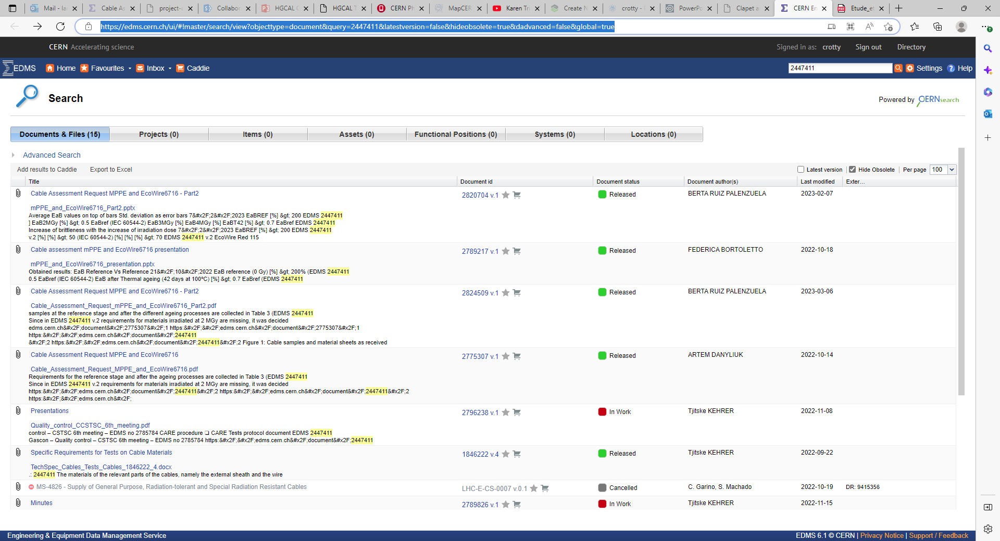 Mail - Ia
Cable As
project-c
Collabor
HGCAL C
HGCAL T
CERN Ph
MapCER
Karen Tri
Create N
crotty -
PowerPo
Clapet a
CERN En
Etude_et
https://edms.cern.ch/ui/#!master/search/view?objecttype=document&query=2447411&latestversion=false&hideobsolete=true&dadvanced=false&global=true
CERN Accelerating science
Signed in as: crotty Sign out Directory
EDMS Home Favourites Inbox Caddie
2447411 Settings Help
Search
Powered by CERNsearch
Documents & Files (15) Projects (0) Items (0) Assets (0) Functional Positions (0) Systems (0) Locations (0)
Advanced Search
Add results to Caddie Export to Excel Latest version Hide Obsolete Per page 100
Title Document id Document status Document author(s) Last modified Exter...
Cable Assessment Request MPPE and EcoWire6716 - Part2 2820704 v.1 Released BERTA RUIZ PALENZUELA 2023-02-07
mPPE_and_EcoWire6716_Part2.pptx
Average EaB values on top of bars Std. deviation as error bars 7&#x2F;2&#x2F;2023 EaBREF [%] &gt; 200 EDMS 2447411
] EaB2MGy [%] &gt; 0.5 EaBref (IEC 60544-2) EaB3MGy [%] EaB4MGy [%] EaBT42 [%] &gt; 0.7 EaBref EDMS 2447411
Increase of brittleness with the increase of irradiation dose 7&#x2F;2&#x2F;2023 EaBREF [%] &gt; 200 EDMS 2447411
v.2 [%] [%] &gt; 50 (IEC 60544-2) [%] [%] [%] &gt; 70 EDMS 2447411 v.2 EcoWire Red 115
Cable assessment mPPE and EcoWire6716 presentation 2789217 v.1 Released FEDERICA BORTOLETTO 2022-10-18
mPPE_and_EcoWire6716_presentation.pptx
Obtained results: EaB Reference Vs Reference 21&#x2F;10&#x2F;2022 EaB reference (0 Gy) [%] &gt; 200% (EDMS 2447411
0.5 EaBref (IEC 60544-2) EaB after Thermal ageing (42 days at 100ºC) [%] &gt; 0.7 EaBref (EDMS 2447411
Cable Assessment Request MPPE and EcoWire6716 - Part2 2824509 v.1 Released BERTA RUIZ PALENZUELA 2023-03-06
Cable_Assessment_Request_mPPE_and_EcoWire6716_Part2.pdf
samples at the reference stage and after the different ageing processes are collected in Table 3 (EDMS 2447411
Since in EDMS 2447411 v.2 requirements for materials irradiated at 2 MGy are missing, it was decided
edms.cern.ch&#x2F;document&#x2F;2775307&#x2F;1 https:&#x2F;&#x2F;edms.cern.ch&#x2F;document&#x2F;2775307&#x2F;1
https:&#x2F;&#x2F;edms.cern.ch&#x2F;document&#x2F;2447411
&#x2F;2 https:&#x2F;&#x2F;edms.cern.ch&#x2F;document&#x2F;2447411&#x2F;2 Figure 1: Cable samples and material sheets as received
Cable Assessment Request MPPE and EcoWire6716 2775307 v.1 Released ARTEM DANYLIUK 2022-10-14
Cable_Assessment_Request_MPPE_and_EcoWire6716.pdf
Requirements for the reference stage and after the ageing processes are collected in Table 3 (EDMS 2447411
Since in EDMS 2447411 v.2 requirements for materials irradiated at 2 MGy are missing, it was decided
https:&#x2F;&#x2F;edms.cern.ch&#x2F;document&#x2F;2447411&#x2F;2 https:&#x2F;&#x2F;edms.cern.ch&#x2F;document&#x2F;2447411&#x2F;2
https:&#x2F;&#x2F;edms.cern.ch&#x2F;
Presentations 2796238 v.1 In Work Tjitske KEHRER 2022-11-08
Quality_control_CCSTSC_6th_meeting.pdf
control – CSTSC 6th meeting – EDMS no 2785784 CARE procedure ❑ CARE Tests protocol document EDMS 2447411
Gascon – Quality control – CSTSC 6th meeting – EDMS no 2785784 https:&#x2F;&#x2F;edms.cern.ch&#x2F;document&#x2F;2447411
Specific Requirements for Tests on Cable Materials 1846222 v.4 Released Tjitske KEHRER 2022-09-22
TechSpec_Cables_Tests_Cables_1846222_4.docx
.: 2447411 The materials of the relevant parts of the cables, namely the external sheath and the wire
MS-4826 - Supply of General Purpose, Radiation-tolerant and Special Radiation Resistant Cables LHC-E-CS-0007 v.0.1 Cancelled C. Garino, S. Machado 2022-10-19 DR: 9415356
Minutes 2789826 v.1 In Work Tjitske KEHRER 2022-11-15
Engineering & Equipment Data Management Service EDMS 6.1 © CERN | Privacy Notice | Support / Feedback